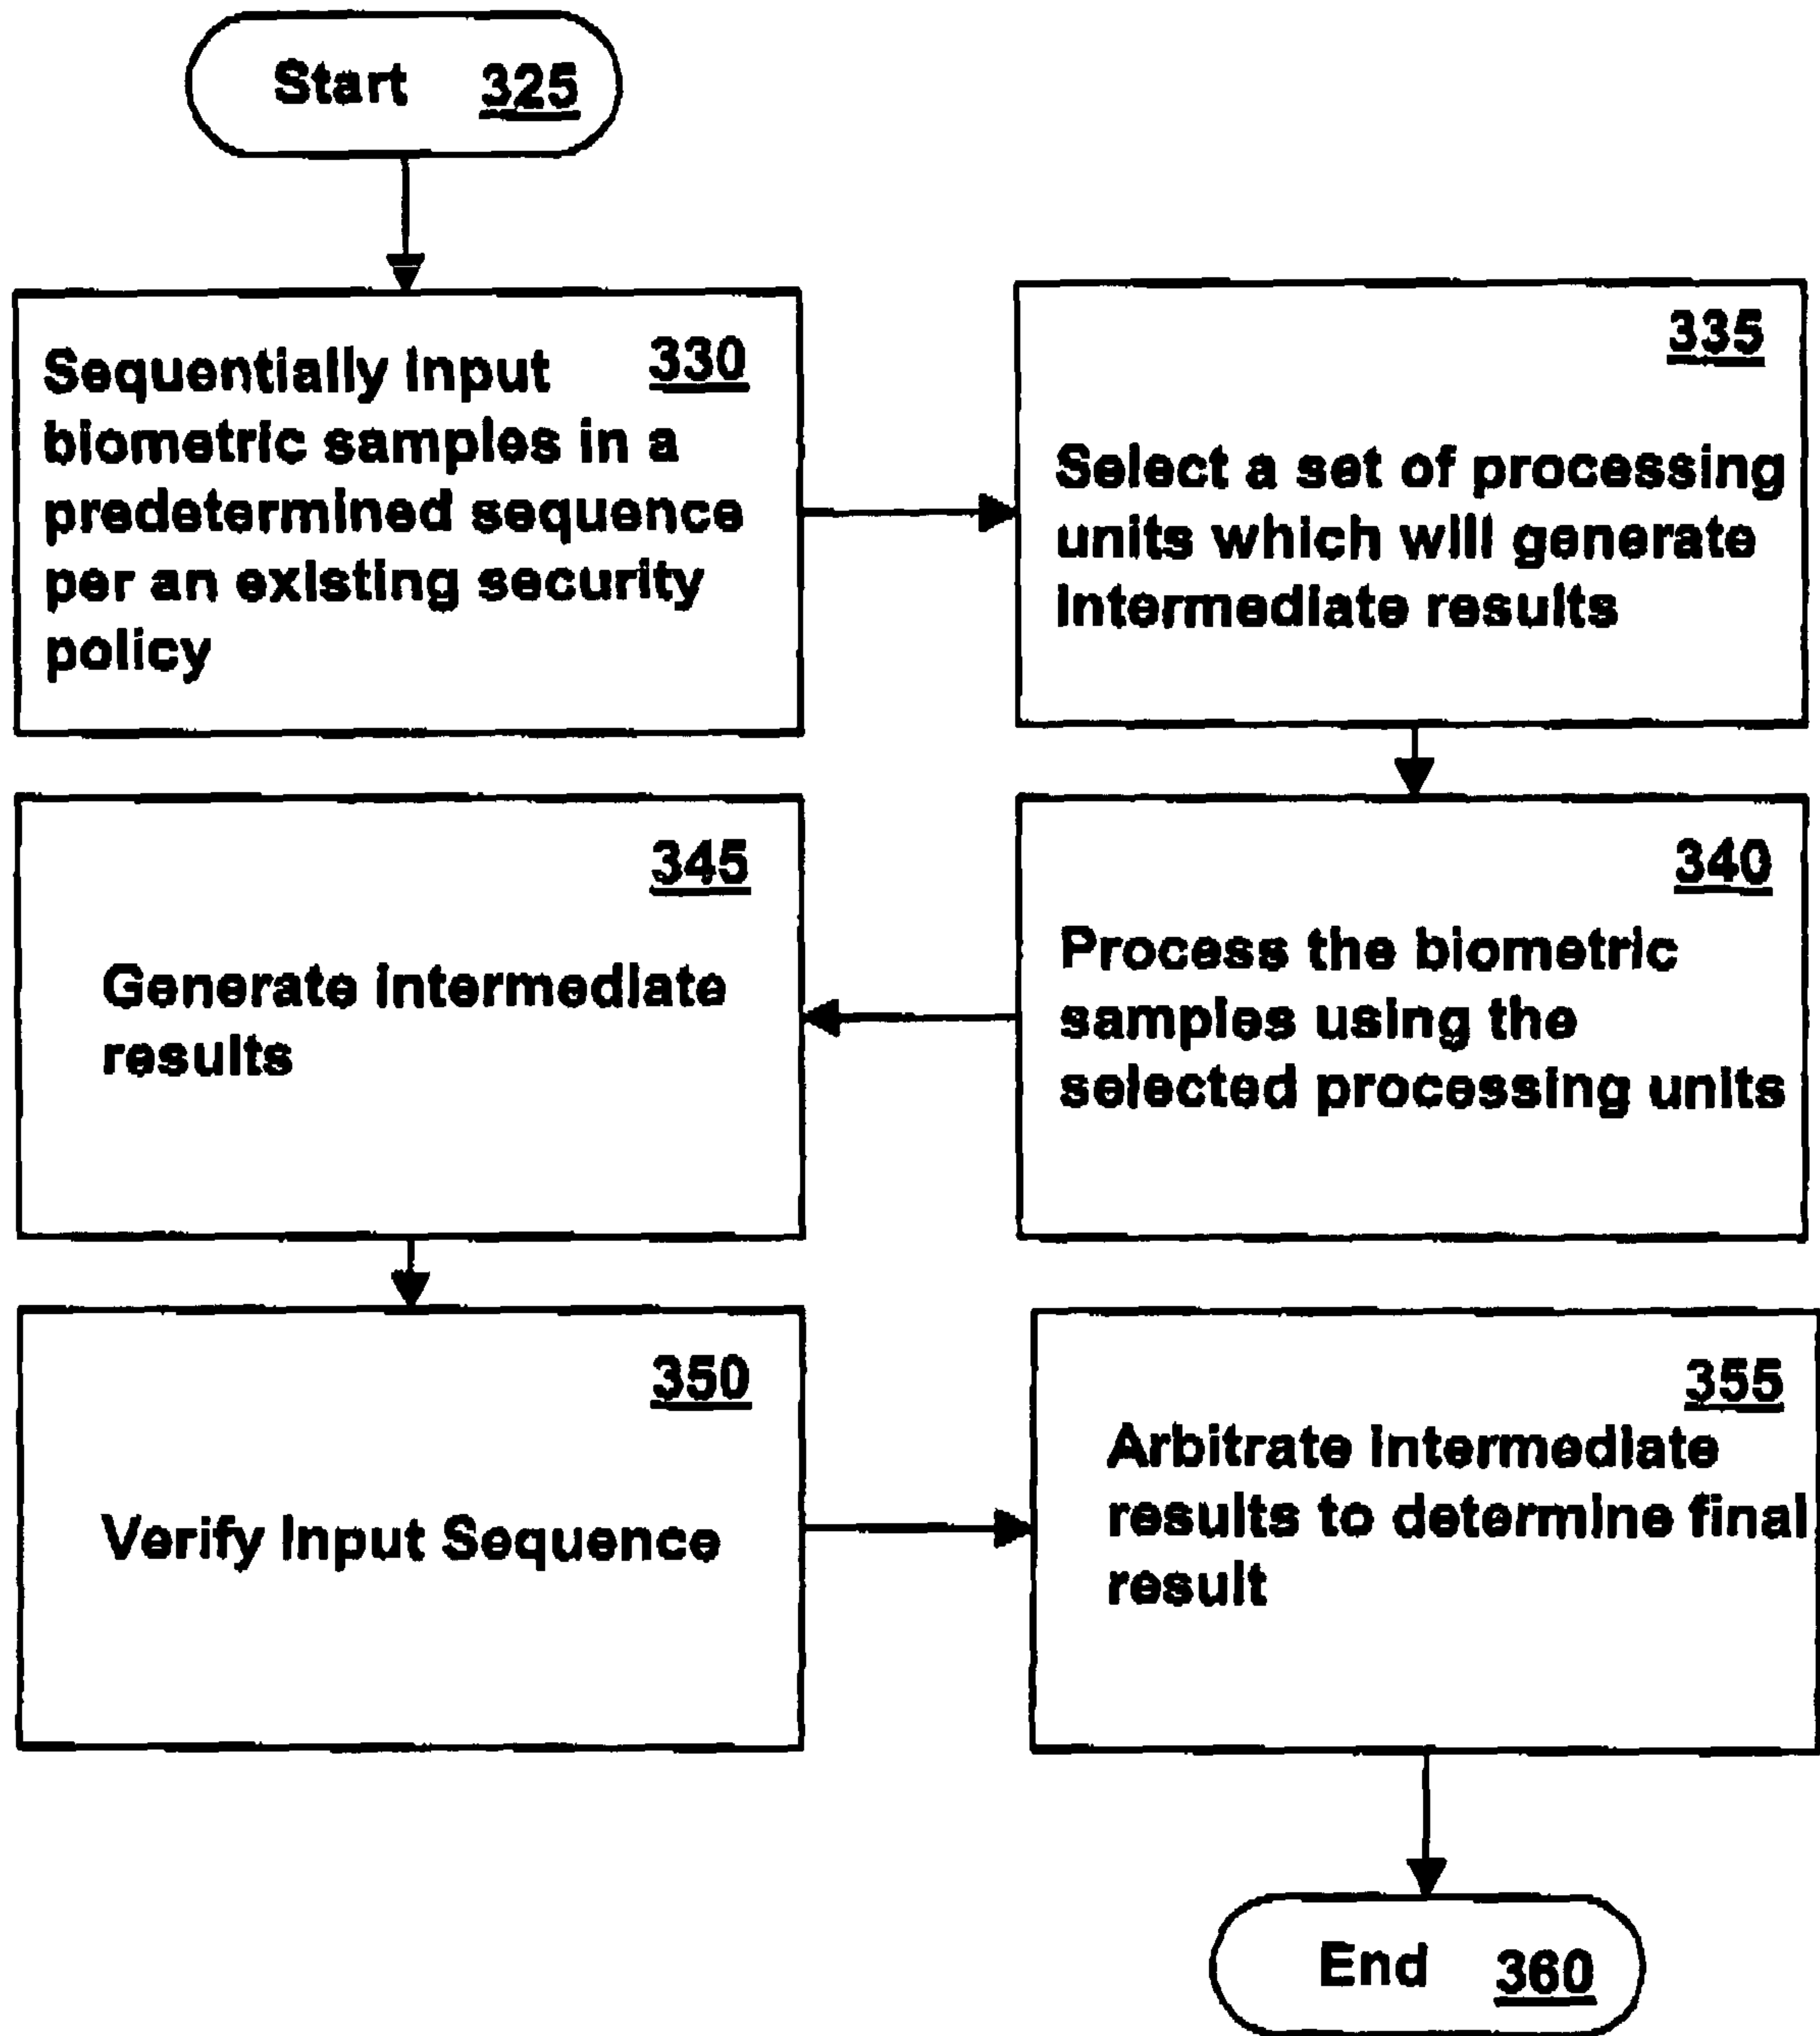 Start 325
Sequentially input 330
biometric samples in a
predetermined sequence
per an existing security
policy
335
Select a set of processing
units which will generate
intermediate results
340
Process the biometric
samples using the
selected processing units
345
Generate intermediate
results
350
Verify Input Sequence
355
Arbitrate intermediate
results to determine final
result
End 360